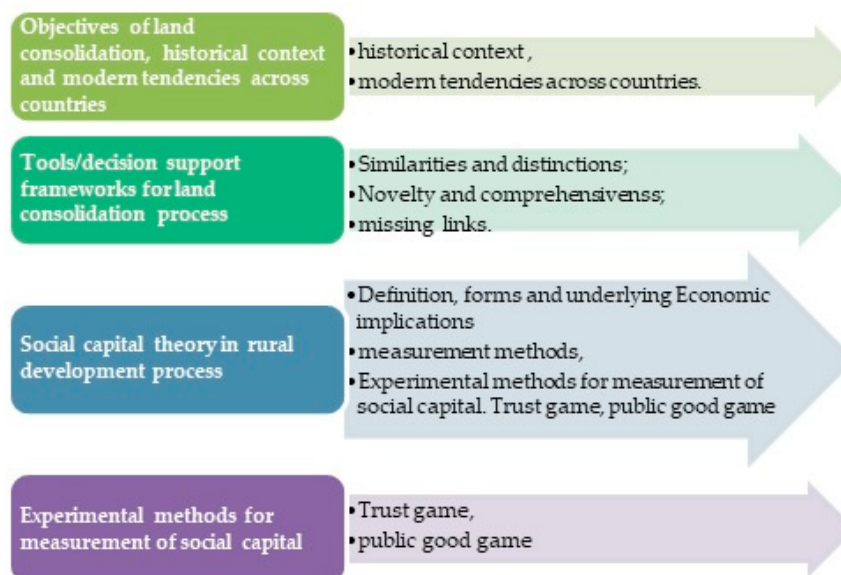 Objectives of land
consolidation, historical context
and modern tendencies across
countries
•historical context,
•modern tendencies across countries.
Tools/decision support
frameworks for land
consolidation process
•Similarities and distinctions;
•Novelty and comprehensivenss;
•missing links.
Social capital theory in rural
development process
•Definition, forms and underlying Economic
implications
•measurement methods,
•Experimental methods for measurement of
social capital. Trust game, public good game
Experimental methods for
measurement of social capital
•Trust game,
•public good game